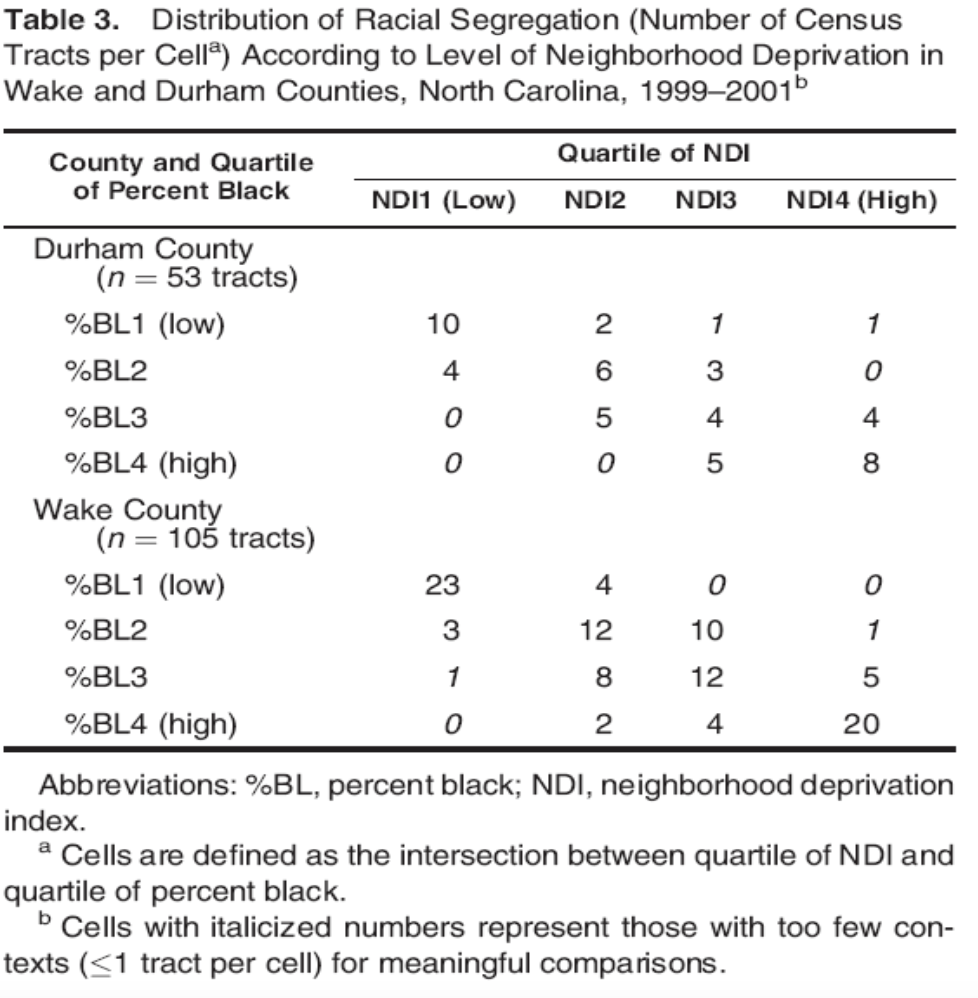 Table 3. Distribution of Racial Segregation (Number of Census
Tracts per Cellᵃ) According to Level of Neighborhood Deprivation in
Wake and Durham Counties, North Carolina, 1999–2001ᵇ
County and Quartile of Percent Black Quartile of NDI
NDI1 (Low) NDI2 NDI3 NDI4 (High)
Durham County
(n = 53 tracts)
%BL1 (low) 10 2 1 1
%BL2 4 6 3 0
%BL3 0 5 4 4
%BL4 (high) 0 0 5 8
Wake County
(n = 105 tracts)
%BL1 (low) 23 4 0 0
%BL2 3 12 10 1
%BL3 1 8 12 5
%BL4 (high) 0 2 4 20
Abbreviations: %BL, percent black; NDI, neighborhood deprivation
index.
ᵃ Cells are defined as the intersection between quartile of NDI and
quartile of percent black.
ᵇ Cells with italicized numbers represent those with too few con-
texts (≤1 tract per cell) for meaningful comparisons.